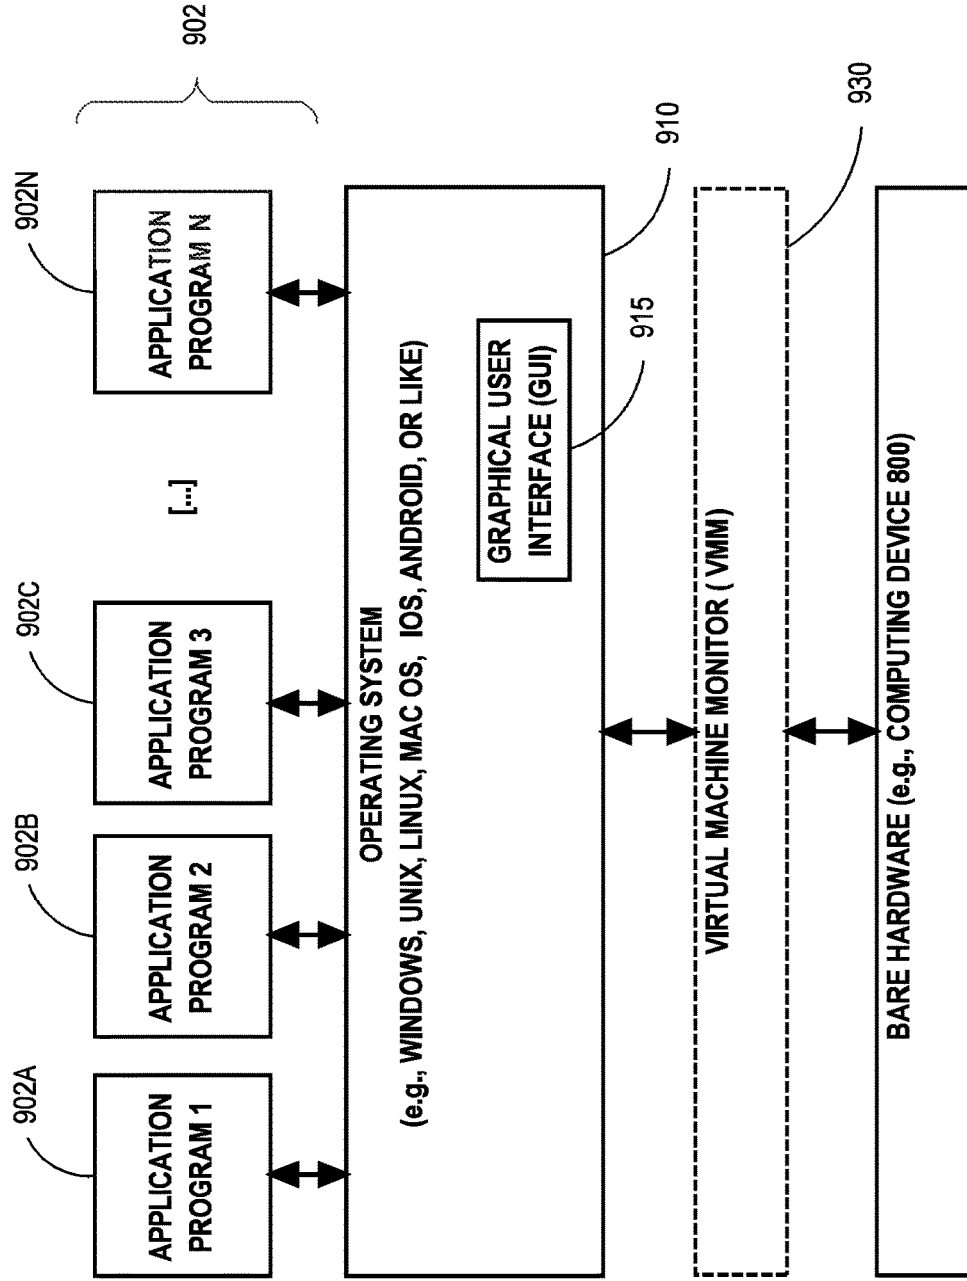 902
902A
902B
902C
902N
APPLICATION
PROGRAM 1
APPLICATION
PROGRAM 2
APPLICATION
PROGRAM 3
[...]
APPLICATION
PROGRAM N
OPERATING SYSTEM
(e.g., WINDOWS, UNIX, LINUX, MAC OS, IOS, ANDROID, OR LIKE)
GRAPHICAL USER
INTERFACE (GUI)
915
910
VIRTUAL MACHINE MONITOR ( VMM)
930
BARE HARDWARE (e.g., COMPUTING DEVICE 800)